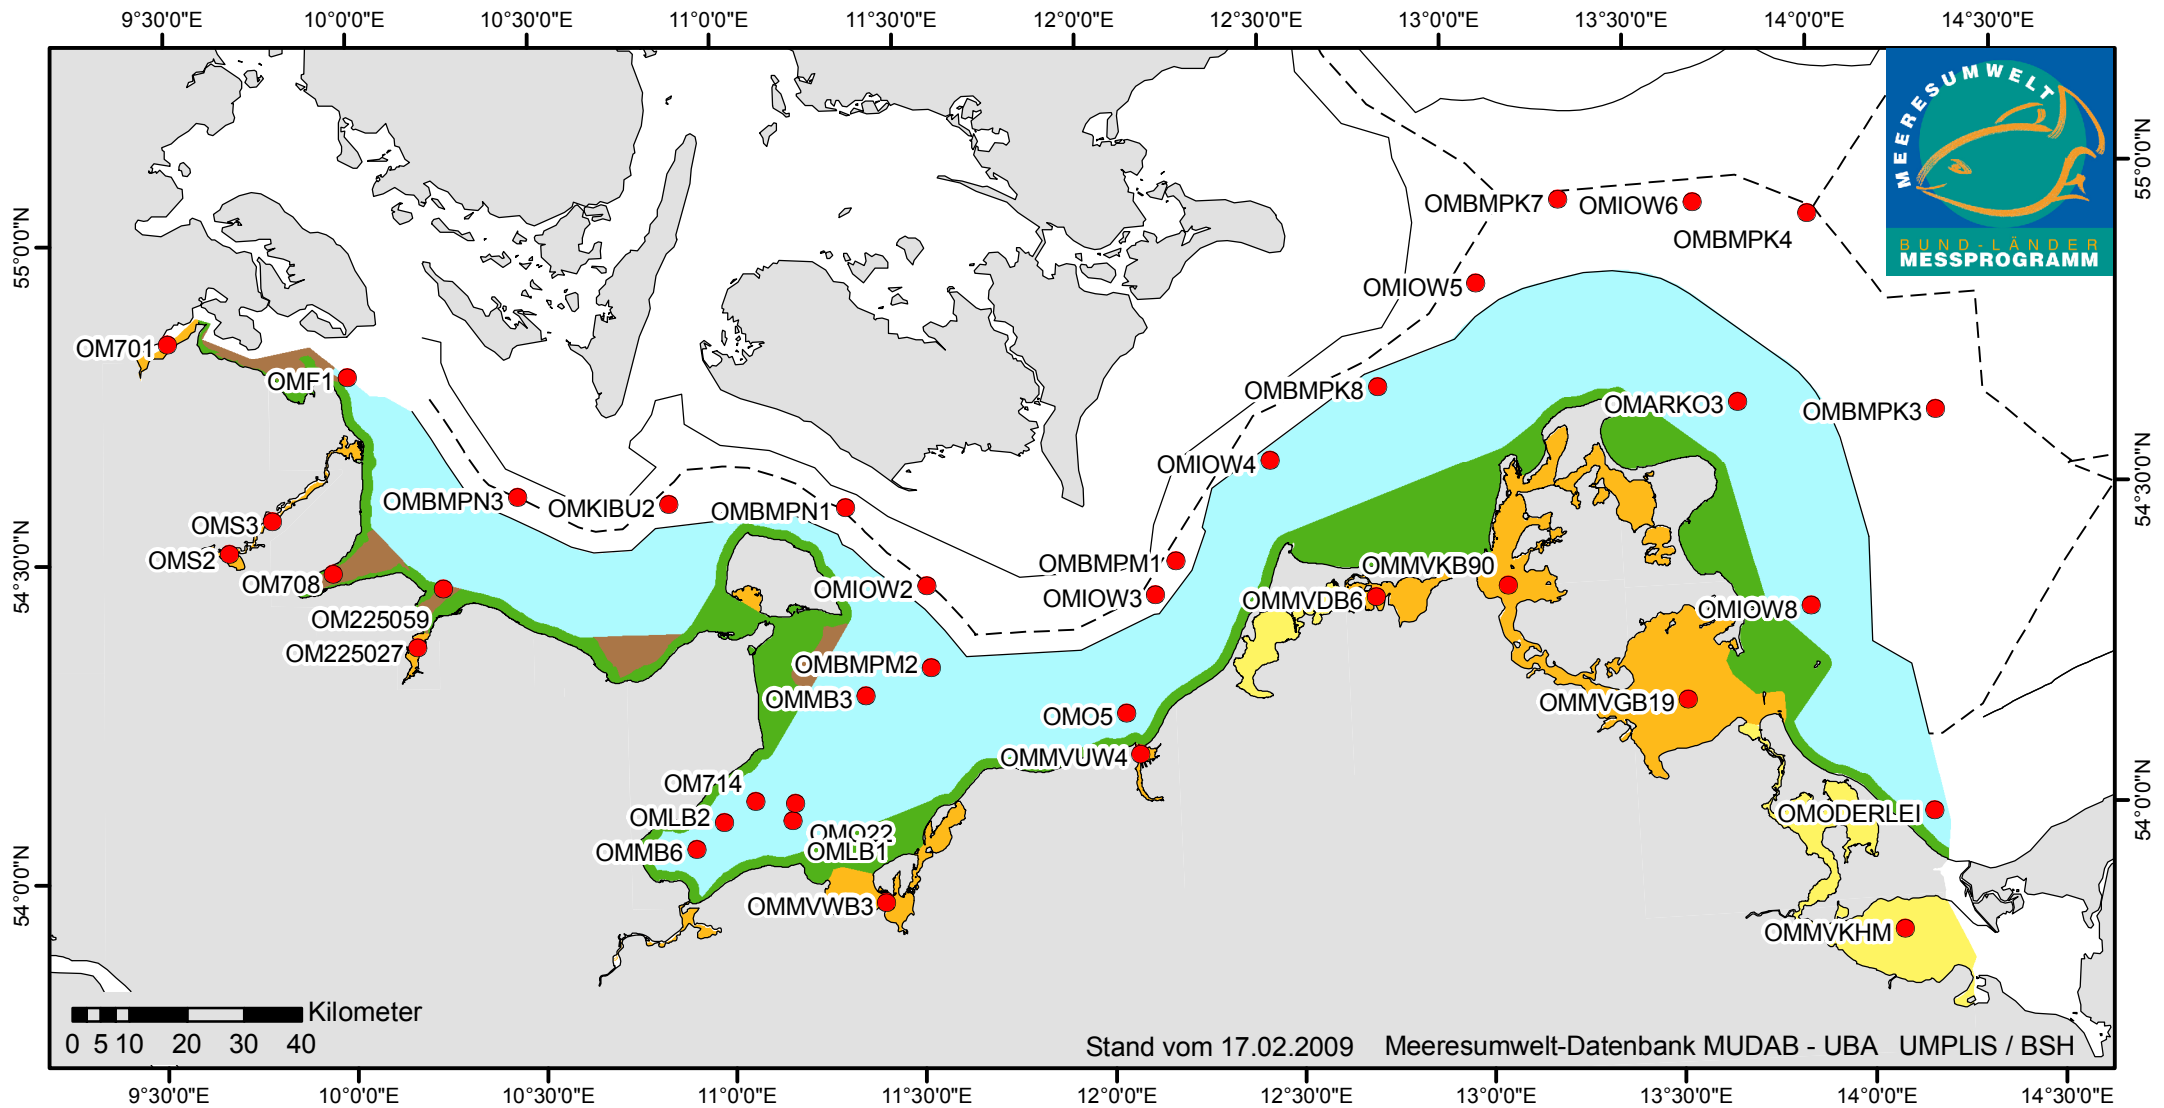 9°30'0"E 10°0'0"E 10°30'0"E 11°0'0"E 11°30'0"E 12°0'0"E 12°30'0"E 13°0'0"E 13°30'0"E 14°0'0"E 14°30'0"E
MEERESUMWELT
BUND-LÄNDER
MESSPROGRAMM
55°0'0"N
55°0'0"N
OMBMPK7
OMIOW6
OMBMPK4
OMIOW5
OM701
OMF1
OMBMPK8
OMARKO3
OMBMPK3
OMIOW4
54°30'0"N
OMBMPN3
OMKIBU2
OMBMPN1
OMS3
OMS2
54°30'0"N
OM708
OMBMPM1
OMMVKB90
OMIOW2
OMIOW3
OMMVDB6
OMIOW8
OM225059
OM225027
OMBMPM2
OMMB3
OMMVGB19
OMO5
OMMVUW4
OM714
54°0'0"N
OMLB2
OMODERLEI
OMO22
OMMB6
OMLB1
54°0'0"N
OMMVWB3
OMMVKHM
Kilometer
0 5 10 20 30 40
Stand vom 17.02.2009 Meeresumwelt-Datenbank MUDAB - UBA UMPLIS / BSH
9°30'0"E 10°0'0"E 10°30'0"E 11°0'0"E 11°30'0"E 12°0'0"E 12°30'0"E 13°0'0"E 13°30'0"E 14°0'0"E 14°30'0"E